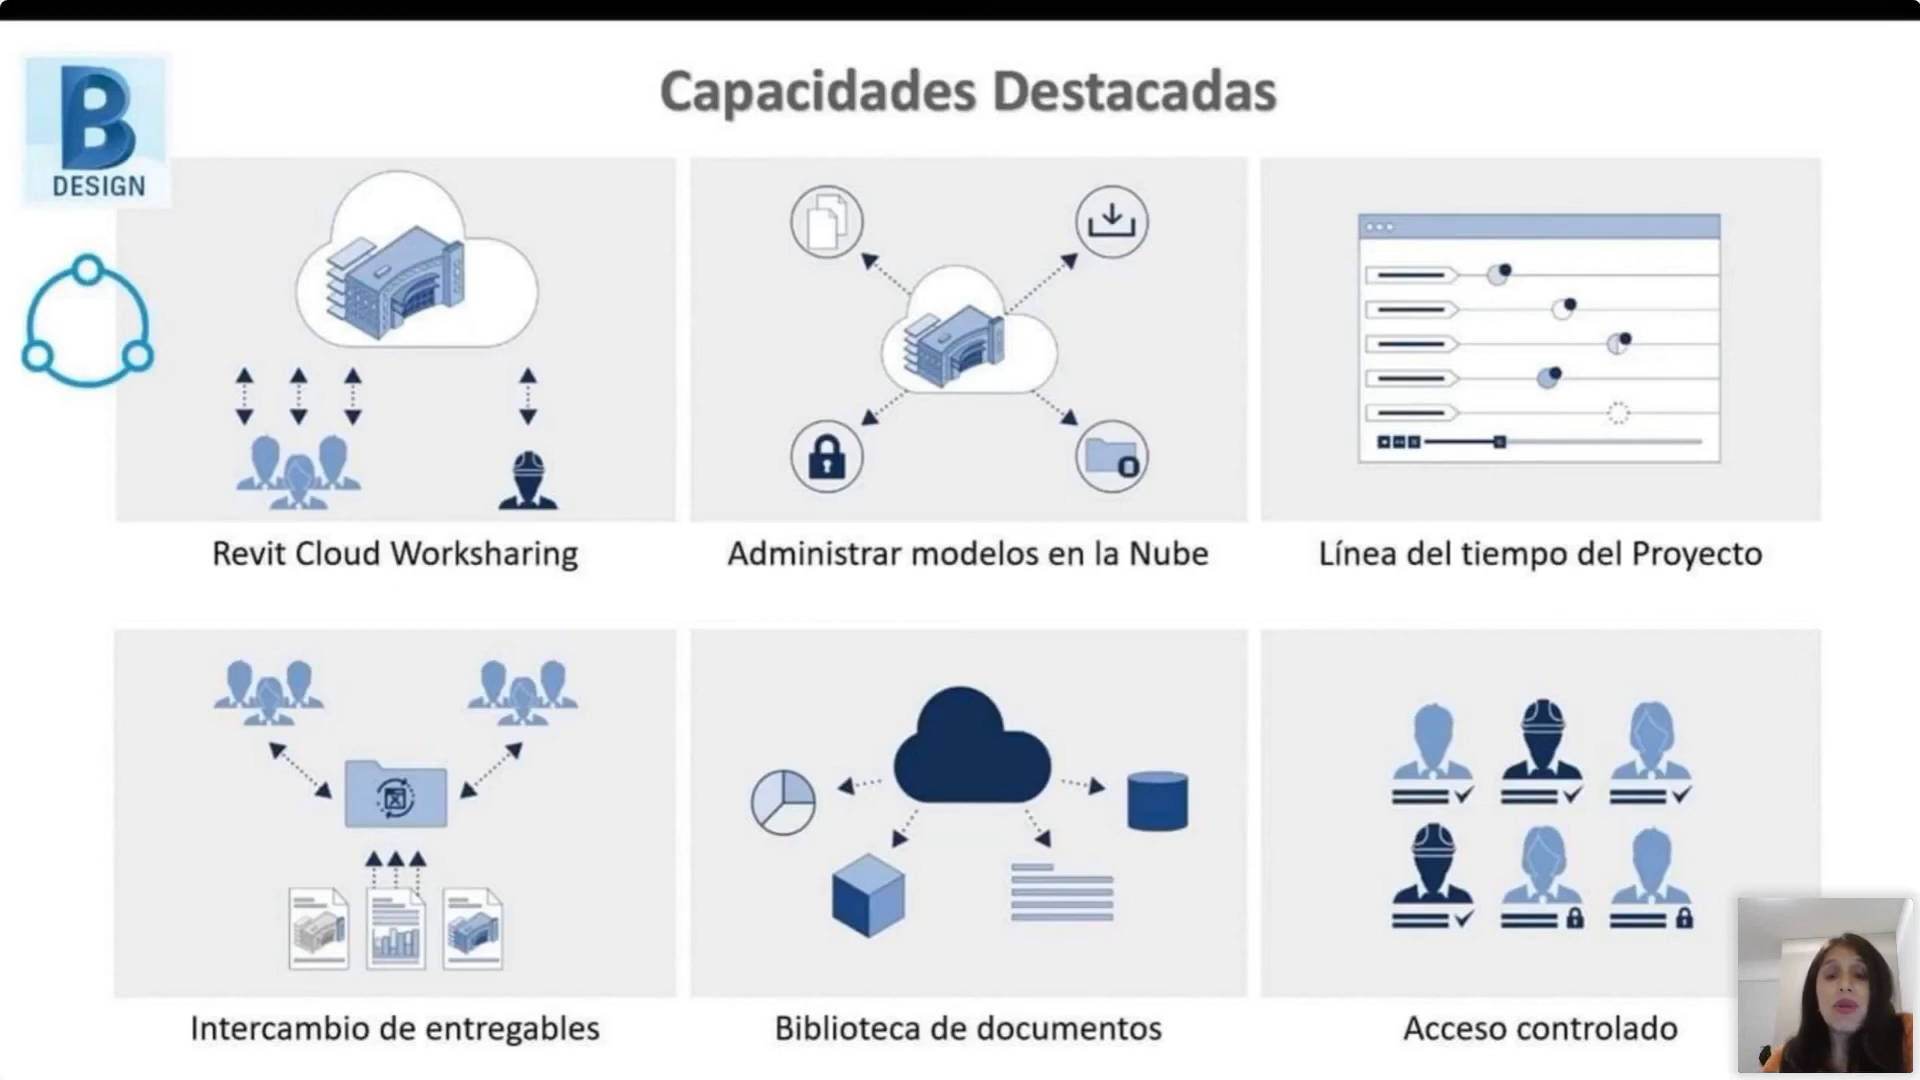 Capacidades Destacadas
B
DESIGN
Revit Cloud Worksharing
Administrar modelos en la Nube
Línea del tiempo del Proyecto
Intercambio de entregables
Biblioteca de documentos
Acceso controlado